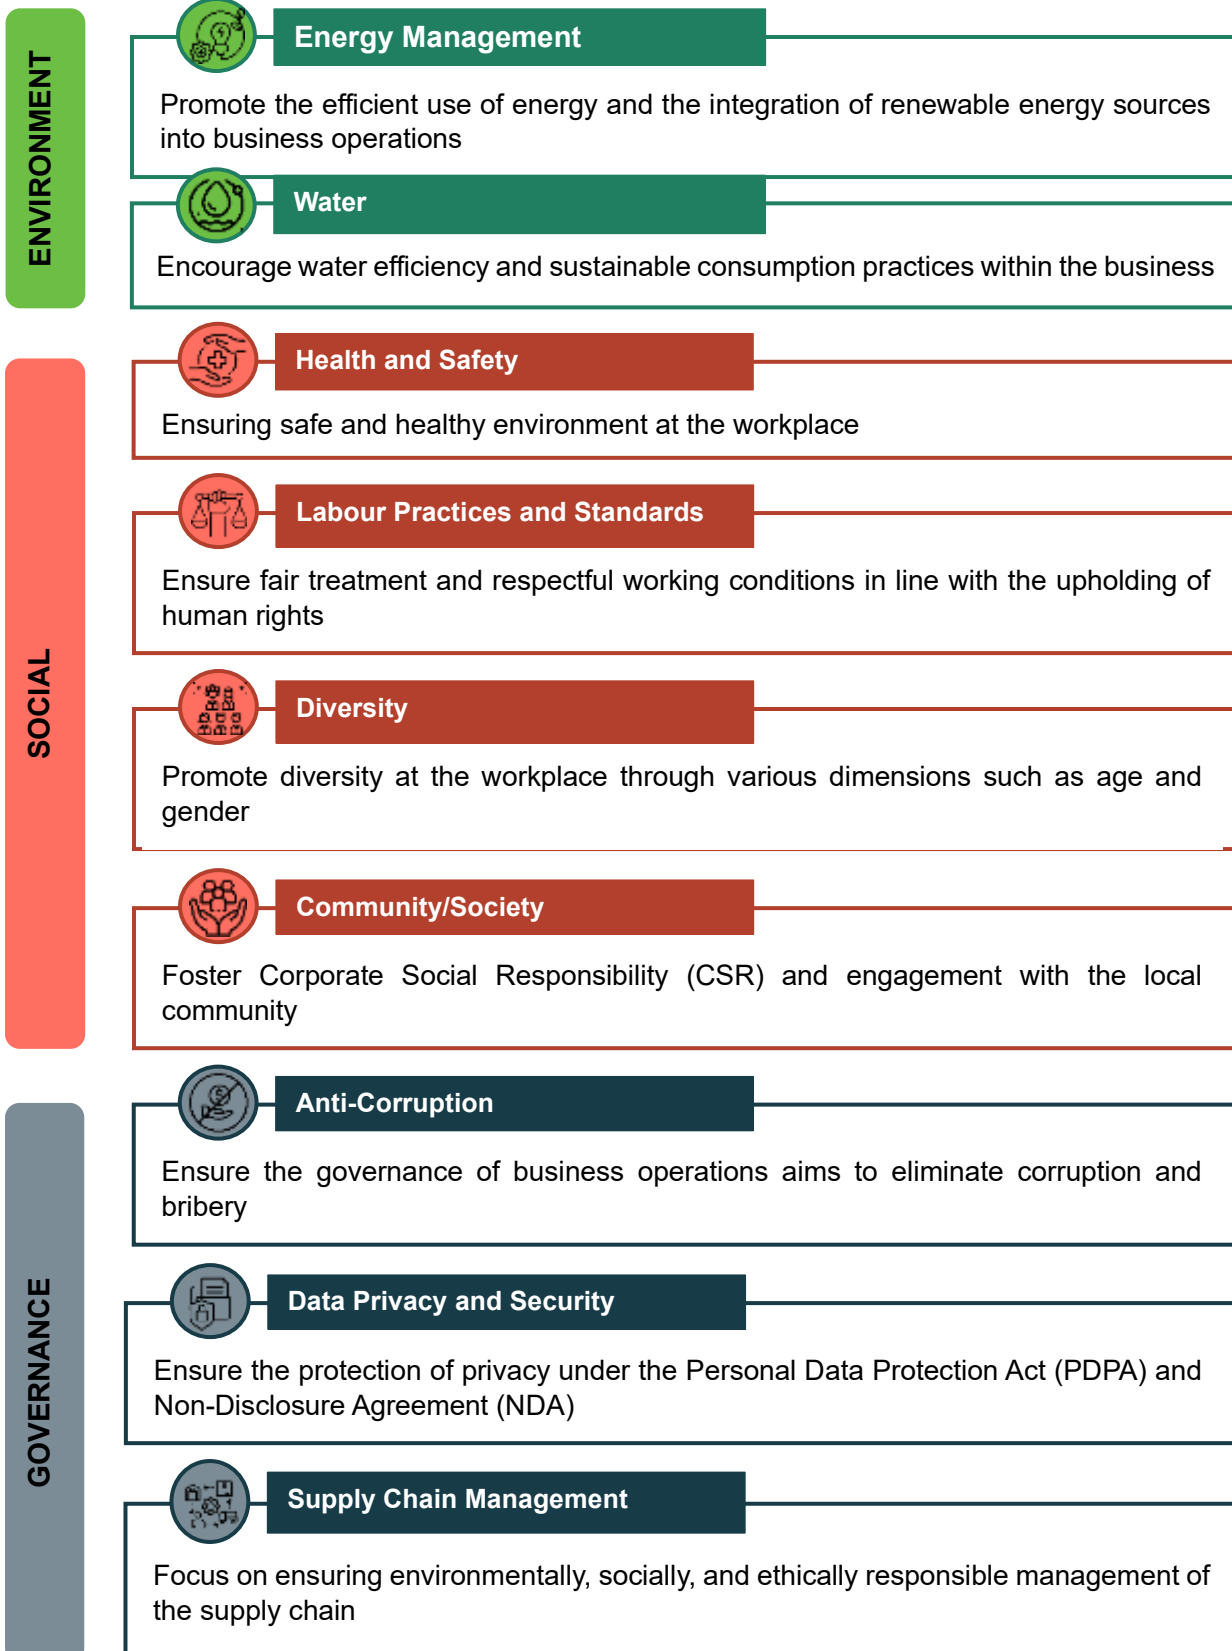 ENVIRONMENT
Energy Management
Promote the efficient use of energy and the integration of renewable energy sources
into business operations
Water
Encourage water efficiency and sustainable consumption practices within the business
SOCIAL
Health and Safety
Ensuring safe and healthy environment at the workplace
Labour Practices and Standards
Ensure fair treatment and respectful working conditions in line with the upholding of
human rights
Diversity
Promote diversity at the workplace through various dimensions such as age and
gender
Community/Society
Foster Corporate Social Responsibility (CSR) and engagement with the local
community
GOVERNANCE
Anti-Corruption
Ensure the governance of business operations aims to eliminate corruption and
bribery
Data Privacy and Security
Ensure the protection of privacy under the Personal Data Protection Act (PDPA) and
Non-Disclosure Agreement (NDA)
Supply Chain Management
Focus on ensuring environmentally, socially, and ethically responsible management of
the supply chain